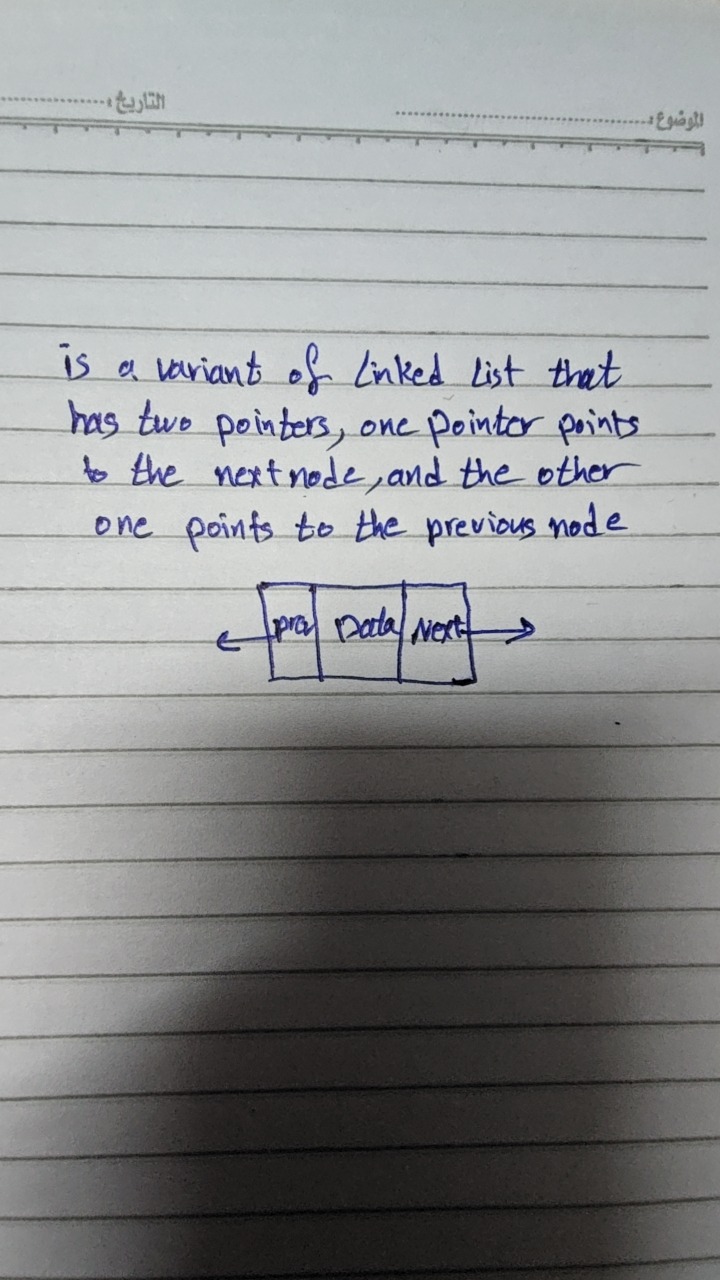 الموضوع: التاريخ:
is a variant of Linked List that
has two pointers, one pointer points
to the next node, and the other
one points to the previous node
pre Data Next